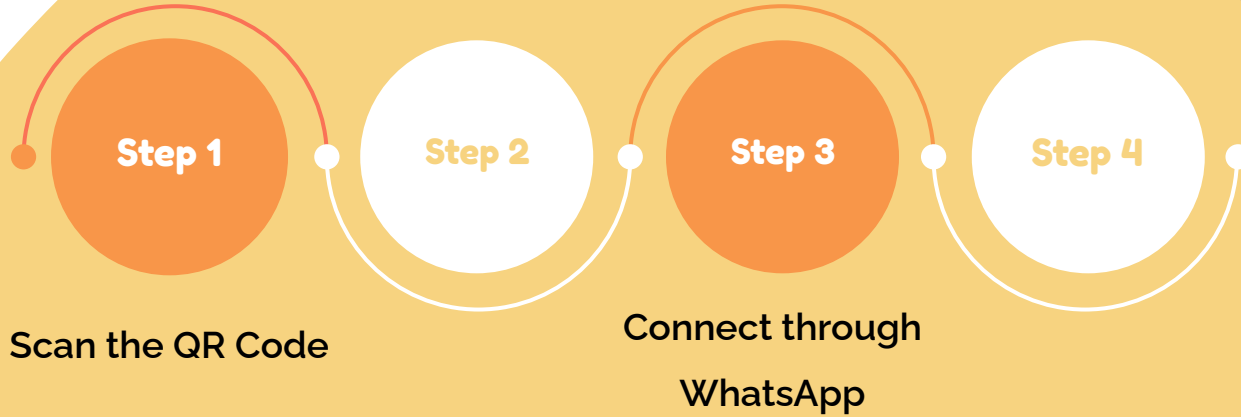 Step 1
Step 2
Step 3
Step 4
Scan the QR Code
Connect through
WhatsApp